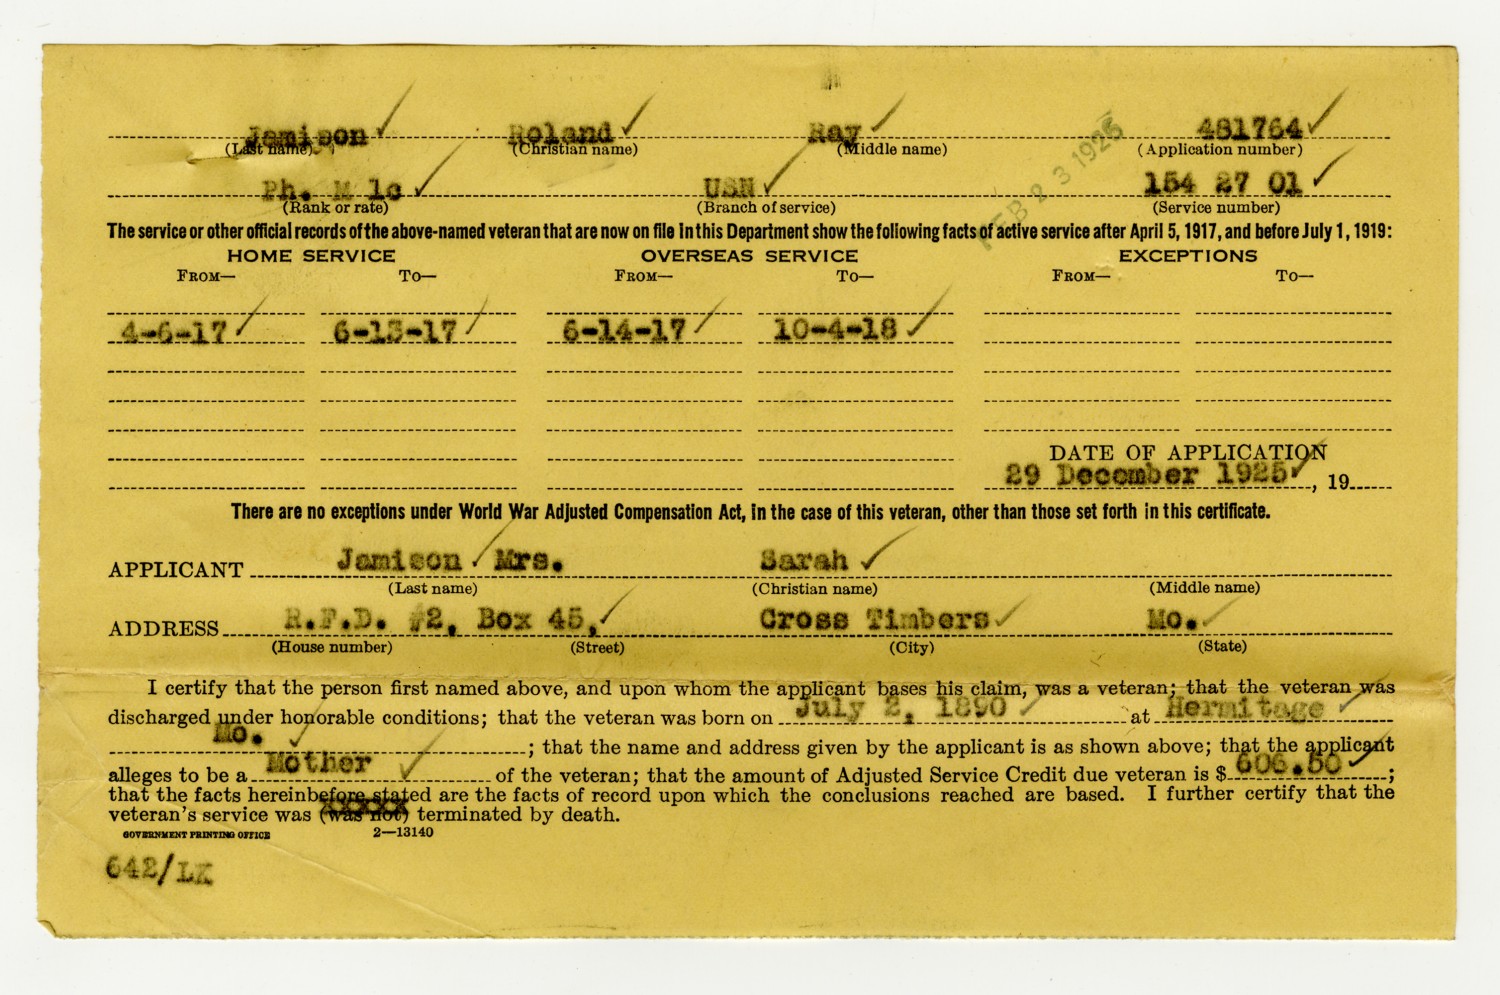 Jamison Roland Ray 481764
(Last name) (Christian name) (Middle name) (Application number)
Ph. M 1c USN 154 27 01
(Rank or rate) (Branch of service) (Service number)
FEB 23 1925
The service or other official records of the above-named veteran that are now on file in this Department show the following facts of active service after April 5, 1917, and before July 1, 1919:
HOME SERVICE OVERSEAS SERVICE EXCEPTIONS
FROM— TO— FROM— TO— FROM— TO—
4-6-17 6-13-17 6-14-17 10-4-18
DATE OF APPLICATION
29 December 1925, 19
There are no exceptions under World War Adjusted Compensation Act, in the case of this veteran, other than those set forth in this certificate.
APPLICANT Jamison Mrs. Sarah
(Last name) (Christian name) (Middle name)
ADDRESS R.F.D. #2, Box 45, Cross Timbers Mo.
(House number) (Street) (City) (State)
I certify that the person first named above, and upon whom the applicant bases his claim, was a veteran; that the veteran was
discharged under honorable conditions; that the veteran was born on July 2, 1890 at Hermitage
Mo. ; that the name and address given by the applicant is as shown above; that the applicant
alleges to be a Mother of the veteran; that the amount of Adjusted Service Credit due veteran is $606.50;
that the facts hereinbefore stated are the facts of record upon which the conclusions reached are based. I further certify that the
veteran's service was (was not) terminated by death.
GOVERNMENT PRINTING OFFICE 2—13140
642/LK